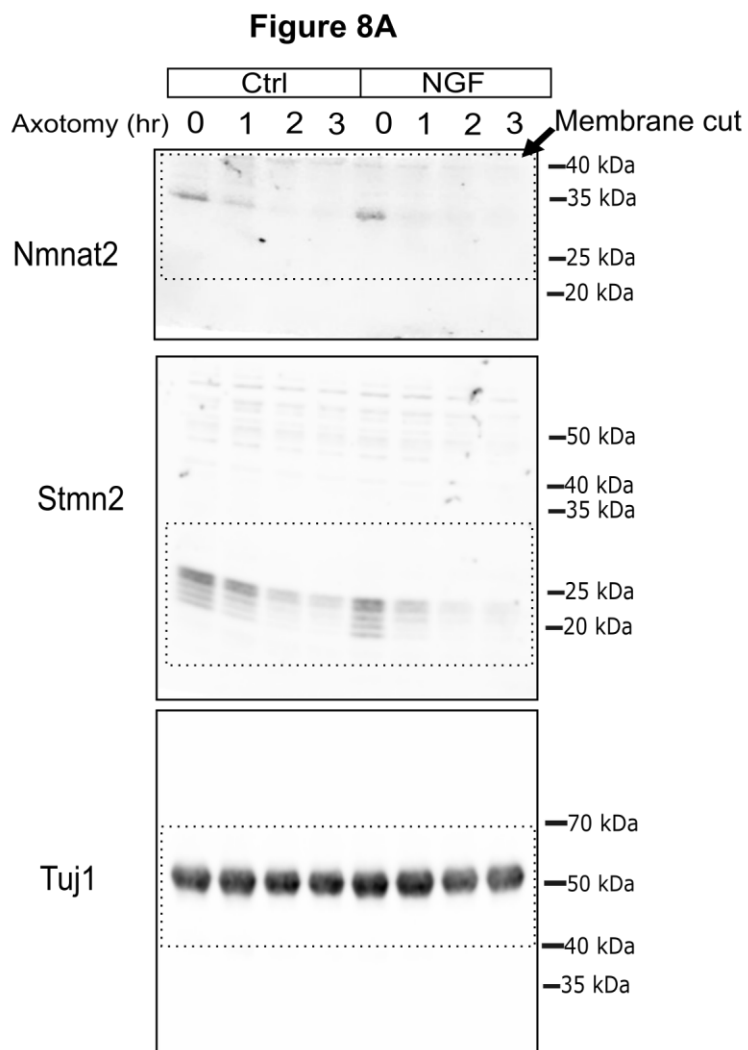 Figure 8A
Ctrl NGF
Axotomy (hr) 0 1 2 3 0 1 2 3 Membrane cut
40 kDa
35 kDa
Nmnat2
25 kDa
20 kDa
50 kDa
40 kDa
Stmn2
35 kDa
25 kDa
20 kDa
70 kDa
Tuj1
50 kDa
40 kDa
35 kDa